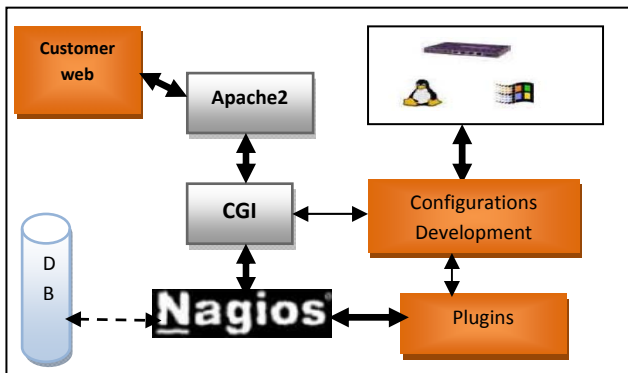 Customer
web
Apache2
CGI
Configurations
Development
D
B
Nagios®
Plugins